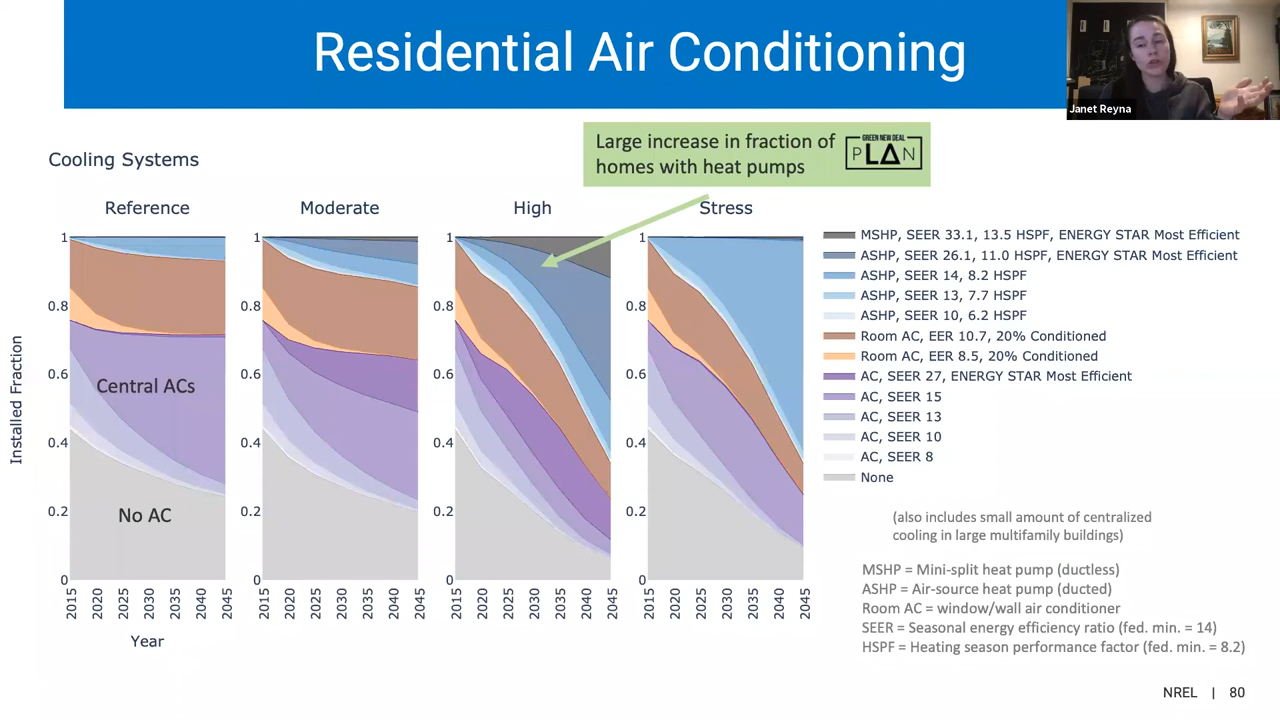 Residential Air Conditioning
Janet Reyna
Large increase in fraction of
homes with heat pumps
GREEN NEW DEAL
PLAN
Cooling Systems
Reference
Moderate
High
Stress
Installed Fraction
1
0.8
0.6
0.4
0.2
0
Central ACs
No AC
2015
2020
2025
2030
2035
2040
2045
Year
1
0.8
0.6
0.4
0.2
0
2015
2020
2025
2030
2035
2040
2045
1
0.8
0.6
0.4
0.2
0
2015
2020
2025
2030
2035
2040
2045
1
0.8
0.6
0.4
0.2
0
2015
2020
2025
2030
2035
2040
2045
MSHP, SEER 33.1, 13.5 HSPF, ENERGY STAR Most Efficient
ASHP, SEER 26.1, 11.0 HSPF, ENERGY STAR Most Efficient
ASHP, SEER 14, 8.2 HSPF
ASHP, SEER 13, 7.7 HSPF
ASHP, SEER 10, 6.2 HSPF
Room AC, EER 10.7, 20% Conditioned
Room AC, EER 8.5, 20% Conditioned
AC, SEER 27, ENERGY STAR Most Efficient
AC, SEER 15
AC, SEER 13
AC, SEER 10
AC, SEER 8
None
(also includes small amount of centralized
cooling in large multifamily buildings)
MSHP = Mini-split heat pump (ductless)
ASHP = Air-source heat pump (ducted)
Room AC = window/wall air conditioner
SEER = Seasonal energy efficiency ratio (fed. min. = 14)
HSPF = Heating season performance factor (fed. min. = 8.2)
NREL | 80